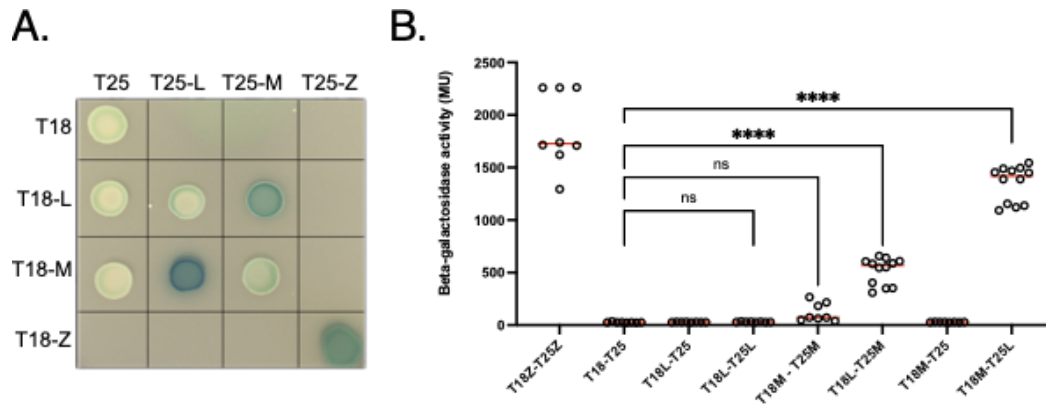 A.
B.
T25 T25-L T25-M T25-Z
T18
T18-L
T18-M
T18-Z
Beta-galactosidase activity (MU)
2500
2000
1500
1000
500
0
****
****
ns
ns
T18Z-T25Z
T18-T25
T18L-T25
T18L-T25L
T18M - T25M
T18L-T25M
T18M-T25
T18M-T25L